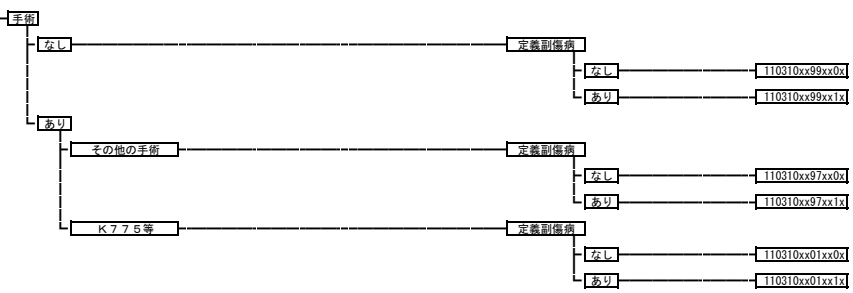 手術
なし 定義副傷病
なし 110310xx99xx0x
あり 110310xx99xx1x
あり
その他の手術 定義副傷病
なし 110310xx97xx0x
あり 110310xx97xx1x
Ｋ７７５等 定義副傷病
なし 110310xx01xx0x
あり 110310xx01xx1x